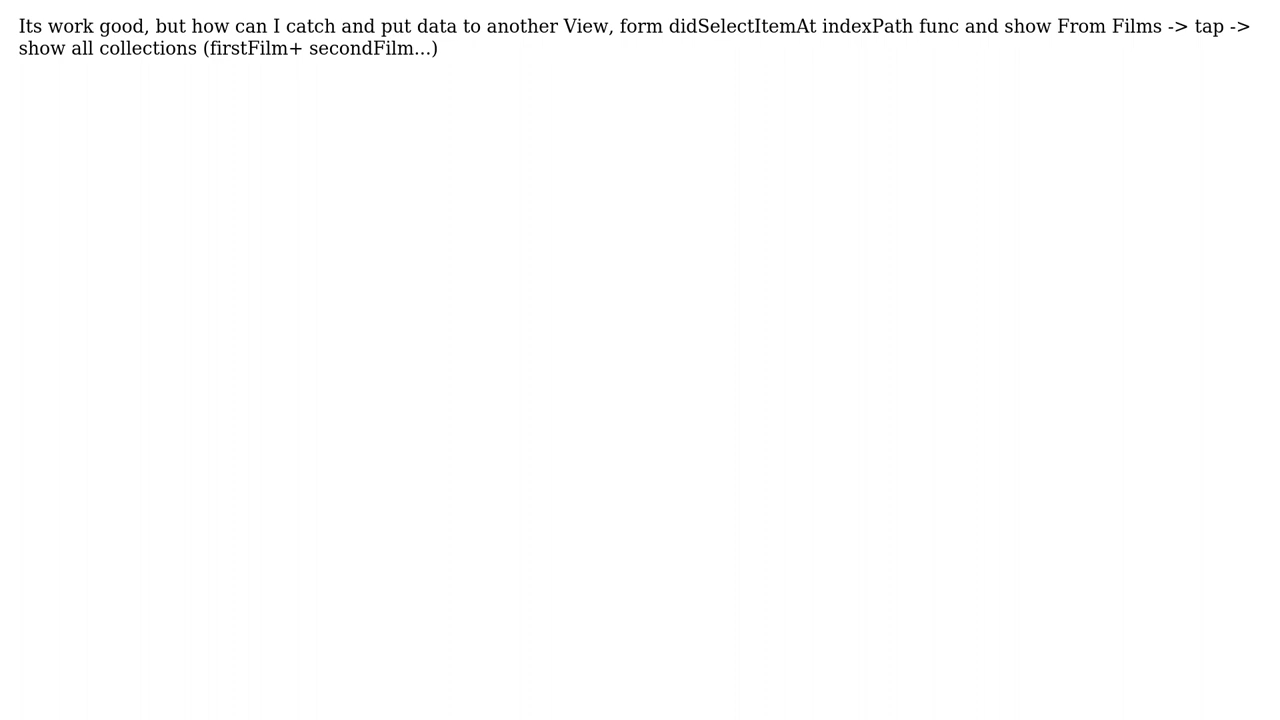 Its work good, but how can I catch and put data to another View, form didSelectItemAt indexPath func and show From Films -> tap ->
show all collections (firstFilm+ secondFilm...)